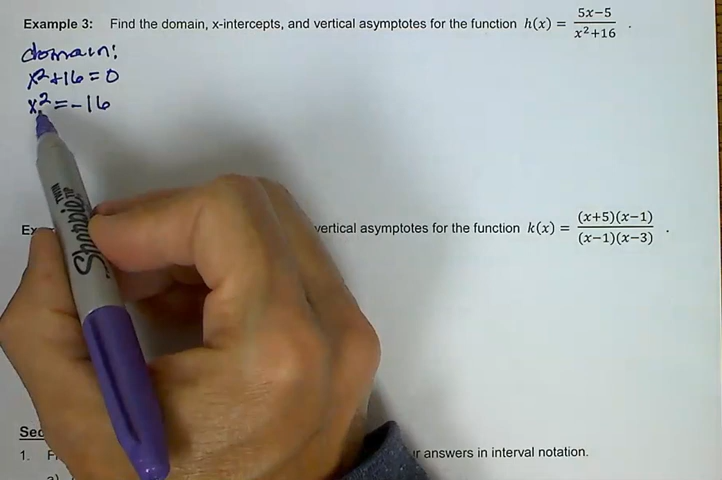 Example 3: Find the domain, x-intercepts, and vertical asymptotes for the function h(x) = 5x−5 / x²+16 .
domain:
x²+16=0
x²=-16
Sharpie
TWIN TIP
Ex vertical asymptotes for the function k(x) = (x+5)(x−1) / (x−1)(x−3) .
Sec
1. F r answers in interval notation.
a)